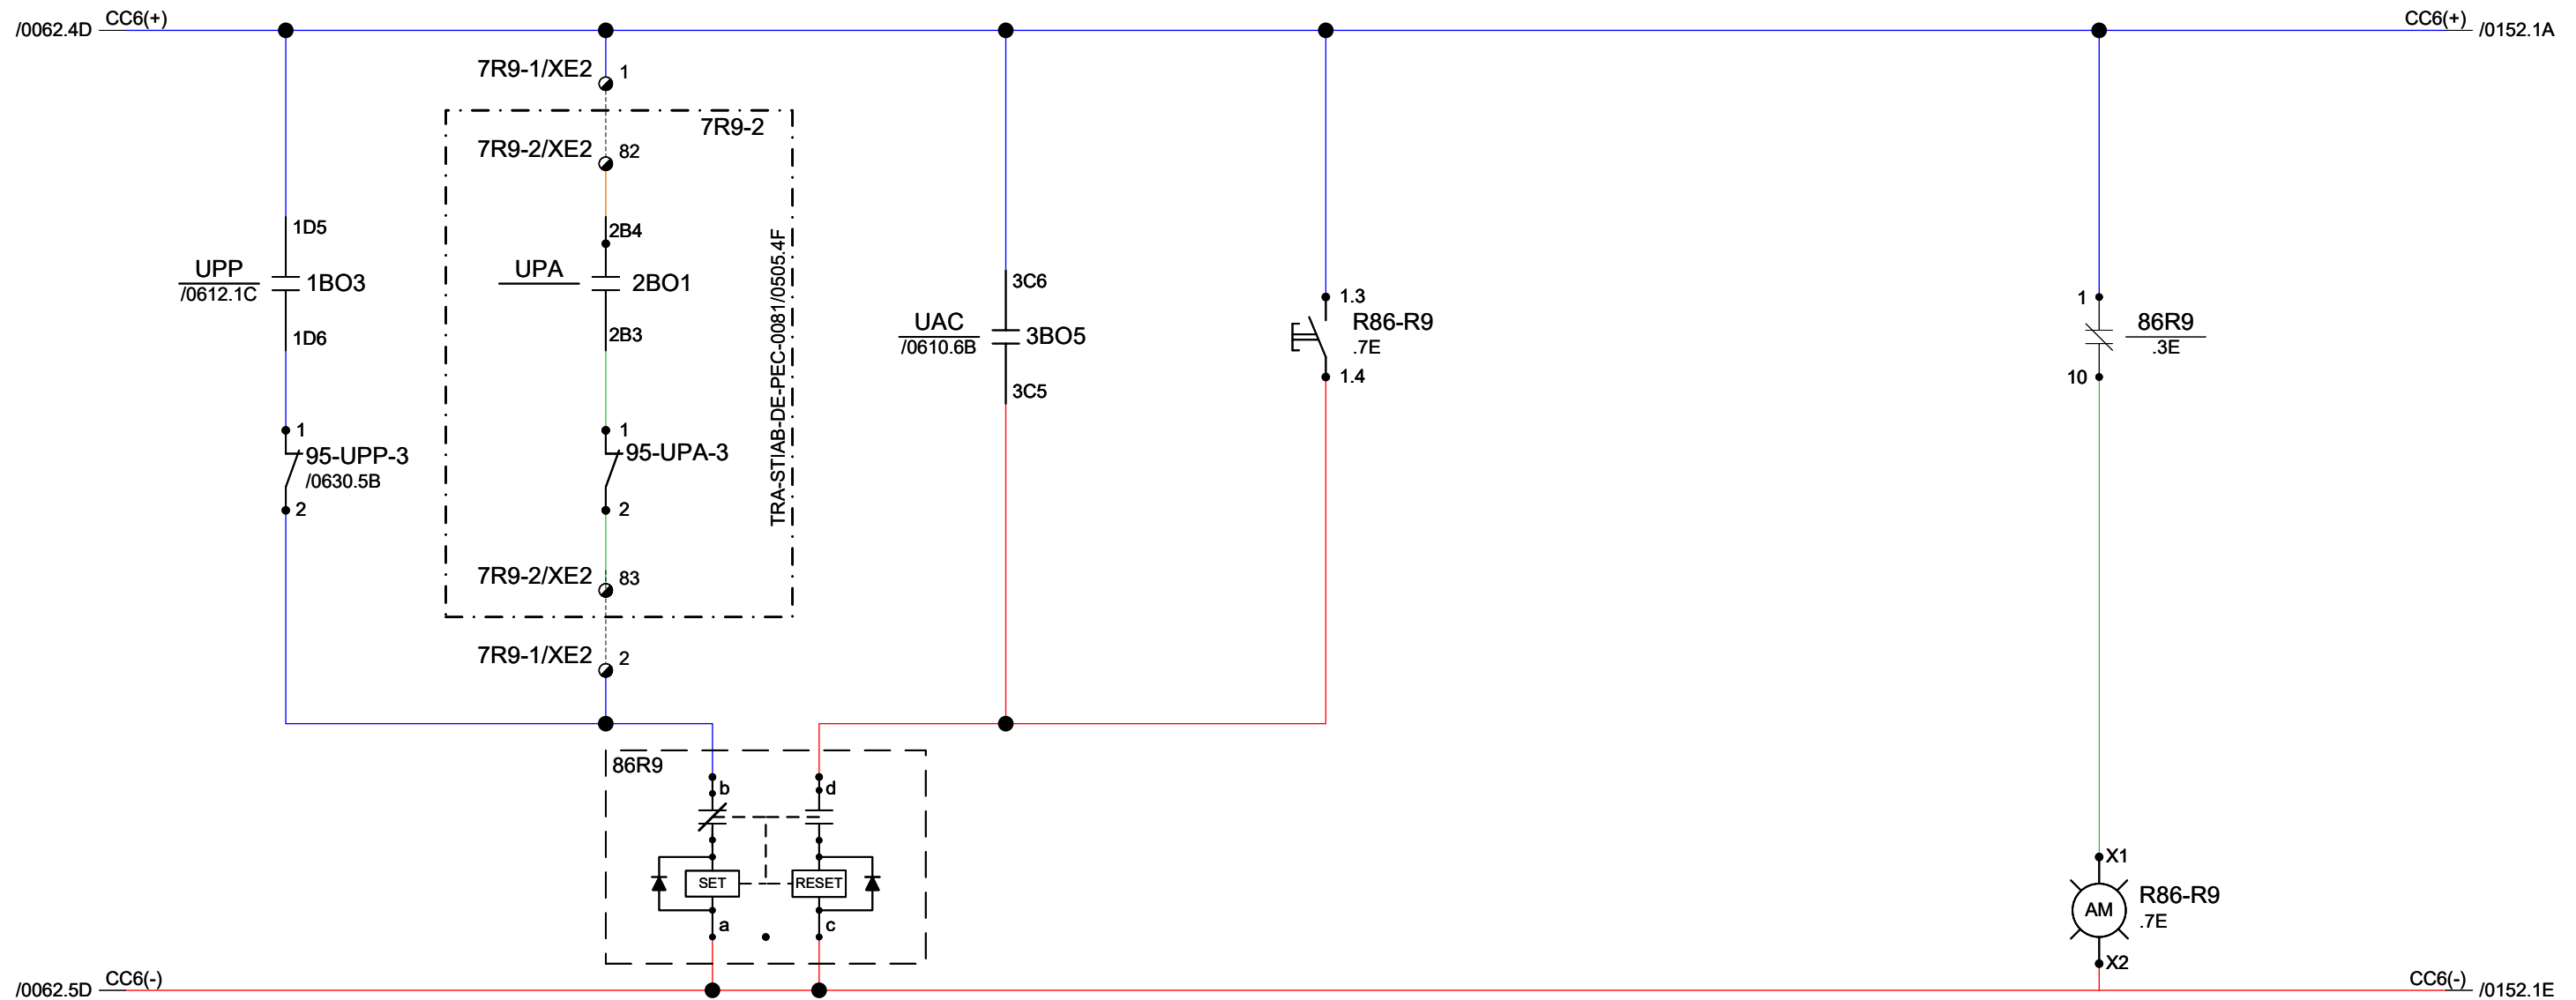 /0062.4D
CC6(+)
CC6(+)
/0152.1A
7R9-1/XE2
1
7R9-2
7R9-2/XE2
82
1D5
2B4
UPP
/0612.1C
1BO3
UPA
2BO1
1D6
2B3
TRA-STIAB-DE-PEC-0081/0505.4F
3C6
UAC
/0610.6B
3BO5
3C5
1.3
R86-R9
.7E
1.4
1
86R9
.3E
10
1
95-UPP-3
/0630.5B
2
1
95-UPA-3
2
7R9-2/XE2
83
7R9-1/XE2
2
86R9
b
d
SET
RESET
a
c
X1
AM
R86-R9
.7E
X2
/0062.5D
CC6(-)
CC6(-)
/0152.1E